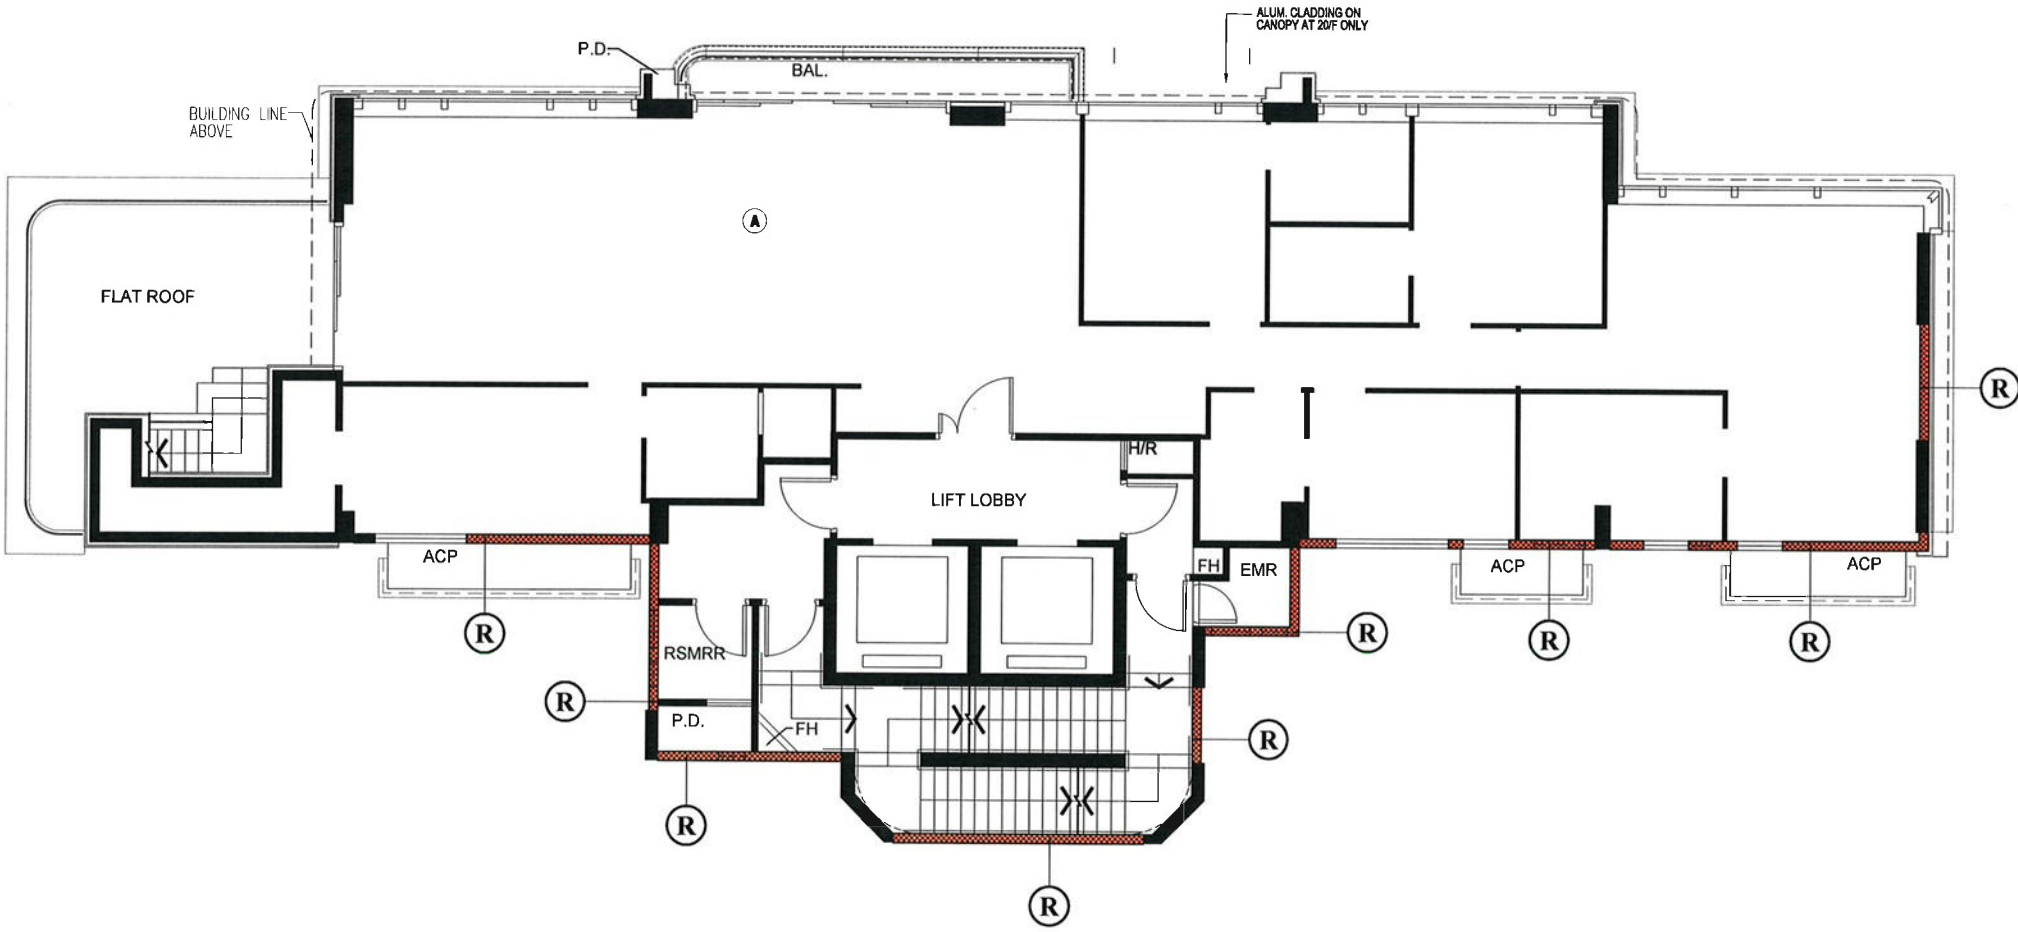 ALUM. CLADDING ON
CANOPY AT 20/F ONLY
P.D.
BAL.
BUILDING LINE
ABOVE
A
FLAT ROOF
R
H/R
LIFT LOBBY
ACP
FH
EMR
ACP
ACP
R
R
R
R
RSMRR
R
P.D.
FH
R
R
R